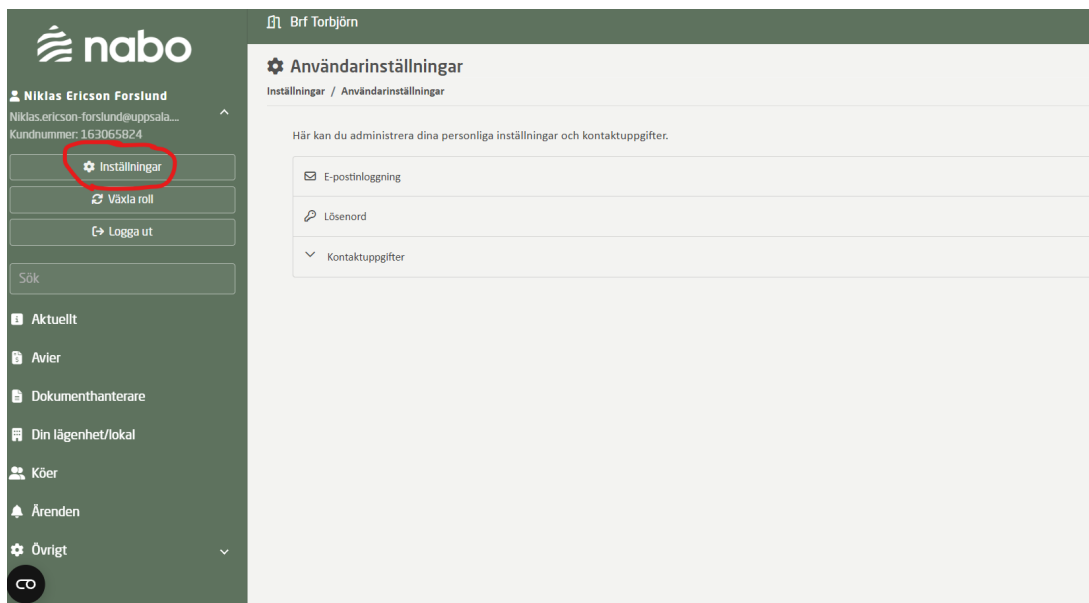 nabo
Niklas Ericson Forslund
Niklas.ericson-forslund@uppsala....
Kundnummer: 163065824
Inställningar
Växla roll
Logga ut
Sök
Aktuellt
Avier
Dokumenthanterare
Din lägenhet/lokal
Köer
Ärenden
Övrigt
Brf Torbjörn
Användarinställningar
Inställningar / Användarinställningar
Här kan du administrera dina personliga inställningar och kontaktuppgifter.
E-postinloggning
Lösenord
Kontaktuppgifter